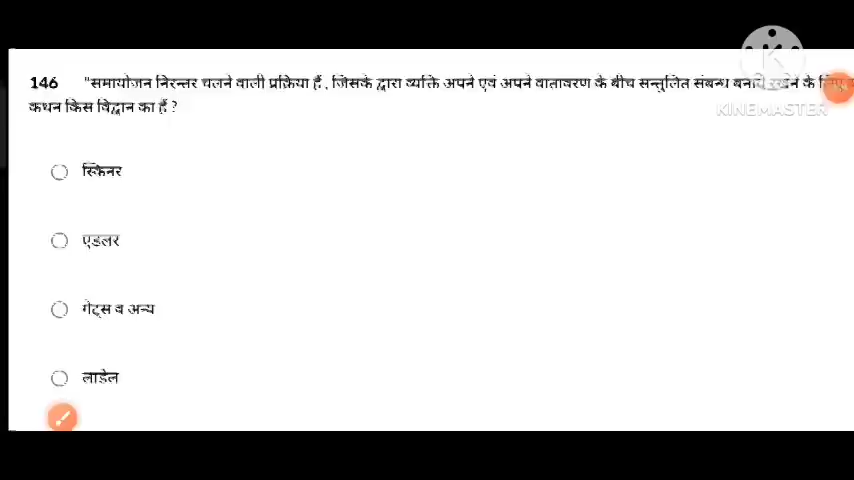 146 "समायोजन निरन्तर चलने वाली प्रक्रिया हैं , जिसके द्वारा व्यक्ति अपने एवं अपने वातावरण के बीच सन्तुलित संबन्ध बनाये रखने के लिए
कथन किस विद्वान का हैं ?
KINEMASTER
स्किनर
एडलर
गेट्स व अन्य
लाडेल